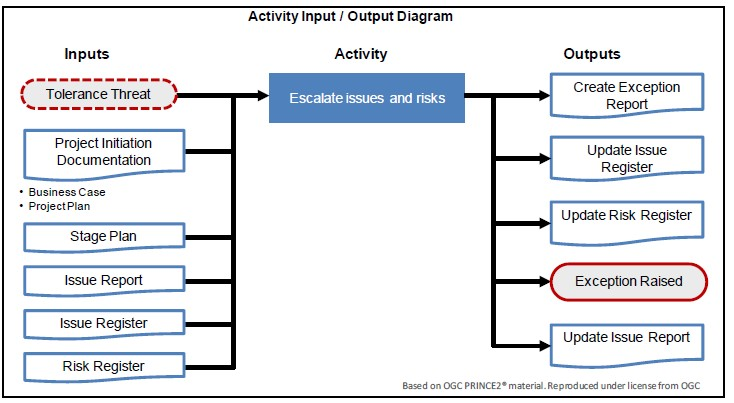 Activity Input / Output Diagram
Inputs
Activity
Outputs
Tolerance Threat
Escalate issues and risks
Create Exception
Report
Project Initiation
Documentation
Update Issue
Register
• Business Case
• Project Plan
Update Risk Register
Stage Plan
Issue Report
Exception Raised
Issue Register
Update Issue Report
Risk Register
Based on OGC PRINCE2® material. Reproduced under license from OGC